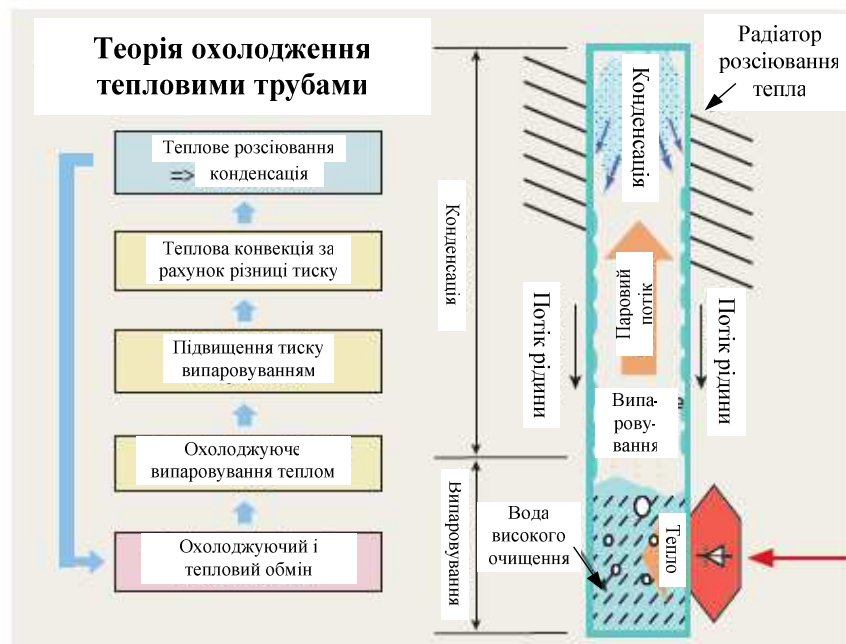 Теорія охолодження
тепловими трубами
Теплове розсіювання
=> конденсація
Теплова конвекція за
рахунок різниці тиску
Підвищення тиску
випаровуванням
Охолоджуюче
випаровування теплом
Охолоджуючий і
тепловий обмін
Конденсація
Випаровування
Радіатор
розсіювання
тепла
Конденсація
Паровий
потік
Потік рідини
Потік рідини
Випа-
рову-
вання
Вода
високого
очищення
Тепло